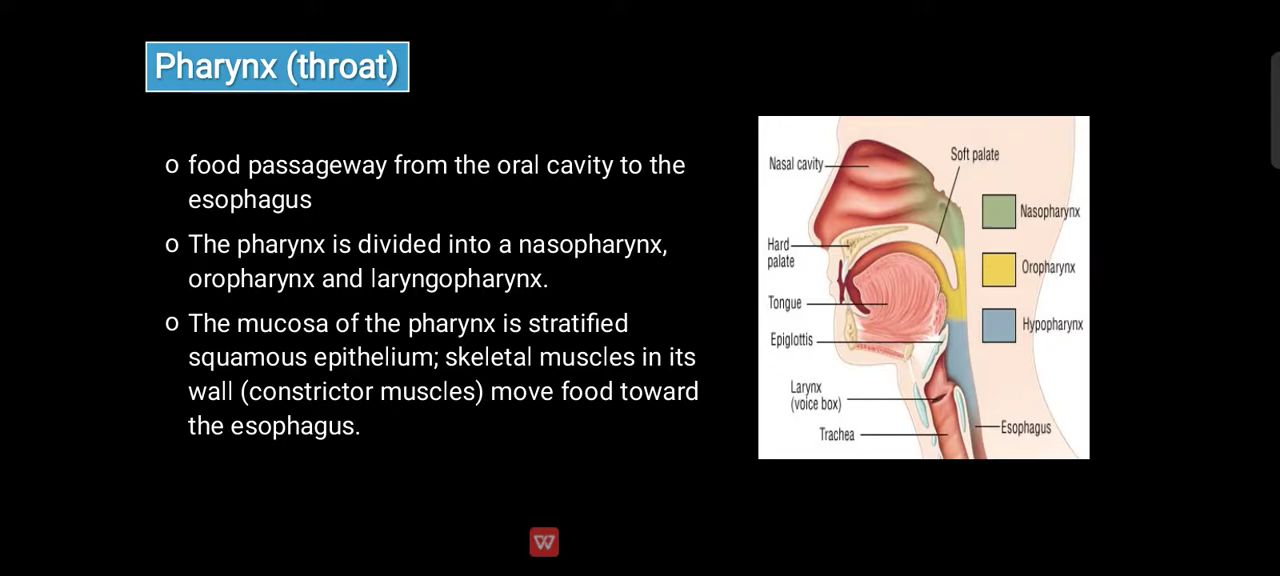 Pharynx (throat)
o food passageway from the oral cavity to the
esophagus
o The pharynx is divided into a nasopharynx,
oropharynx and laryngopharynx.
o The mucosa of the pharynx is stratified
squamous epithelium; skeletal muscles in its
wall (constrictor muscles) move food toward
the esophagus.
Nasal cavity
Soft palate
Nasopharynx
Hard
palate
Oropharynx
Tongue
Hypopharynx
Epiglottis
Larynx
(voice box)
Trachea
Esophagus
W